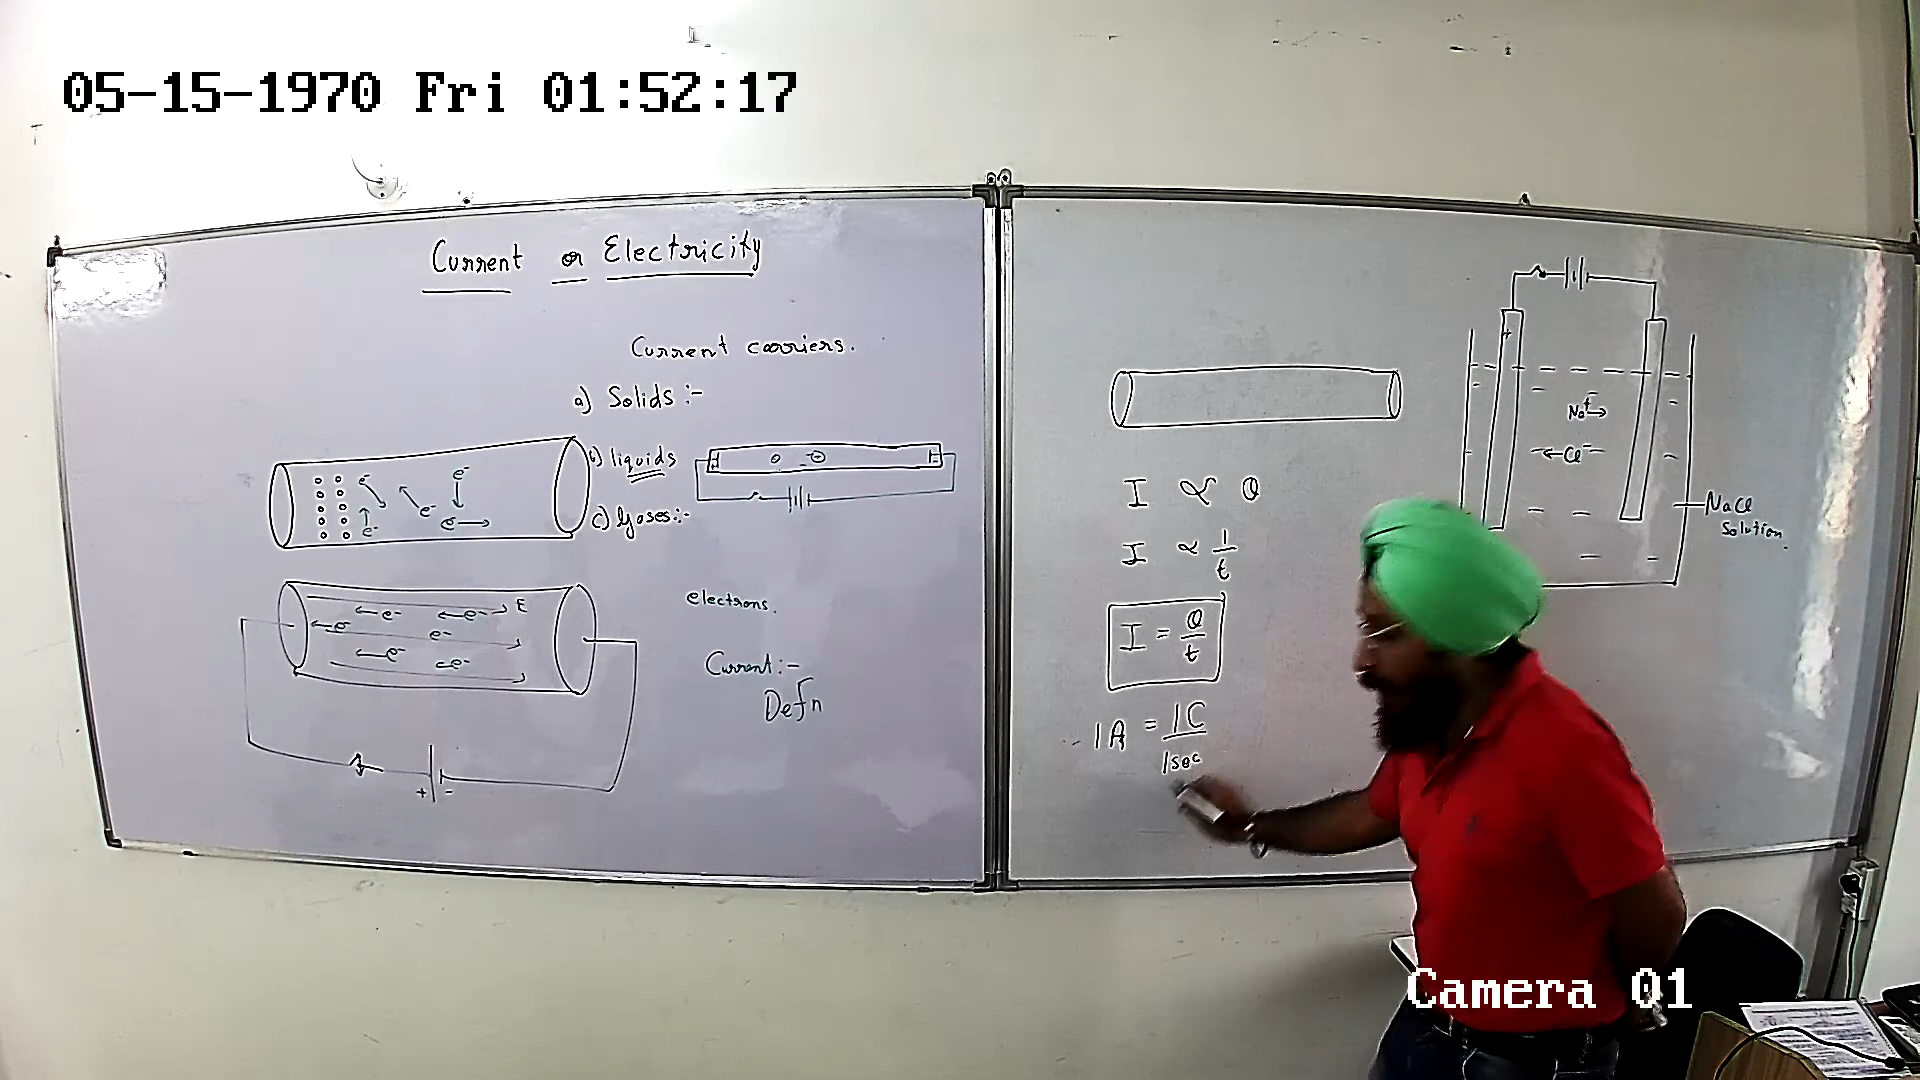 05-15-1970 Fri 01:52:17
Current or Electricity
Current carriers.
a) Solids :-
b) liquids
c) Gases:-
e⁻ e⁻ e⁻ e⁻ e⁻
electrons.
E
e⁻ e⁻ e⁻ e⁻ e⁻ e⁻
Current:-
Defn
+ -
I ∝ Q
I ∝ 1/t
I = Q/t
1A = 1C/1sec
+
Na⁺
Cl⁻
NaCl
Solution.
Camera 01